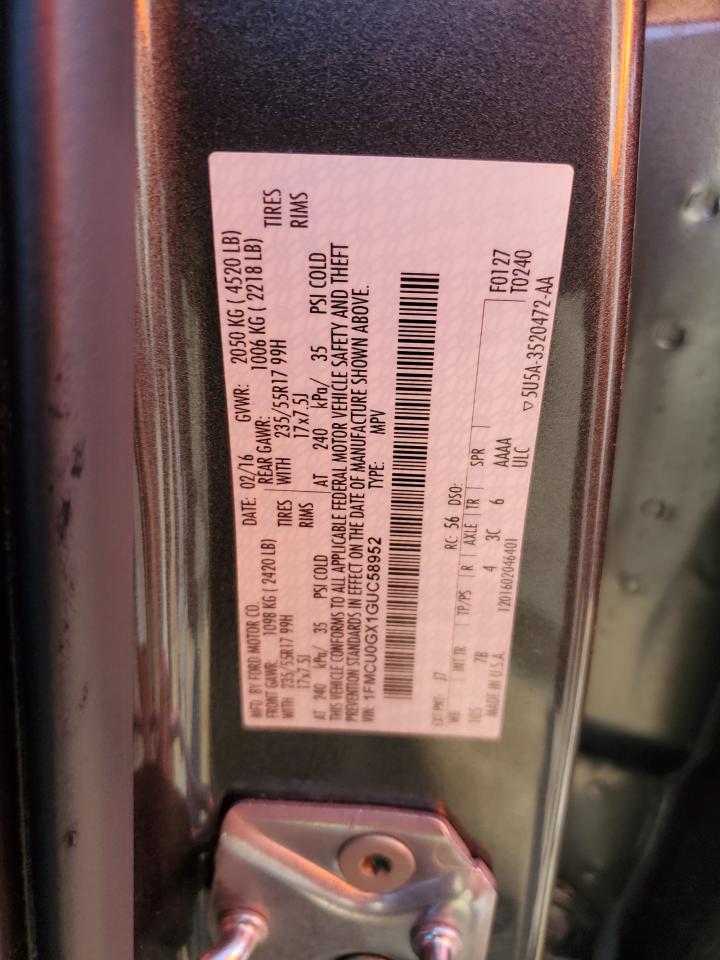 MFD. BY FORD MOTOR CO. DATE: 02/16 GVWR: 2050 KG ( 4520 LB)
FRONT GAWR: 1098 KG ( 2420 LB) REAR GAWR: 1006 KG ( 2218 LB)
WITH 235/55R17 99H TIRES WITH 235/55R17 99H TIRES
17x7.5J RIMS 17x7.5J RIMS
AT 240 kPa/ 35 PSI COLD AT 240 kPa/ 35 PSI COLD
THIS VEHICLE CONFORMS TO ALL APPLICABLE FEDERAL MOTOR VEHICLE SAFETY AND THEFT
PREVENTION STANDARDS IN EFFECT ON THE DATE OF MANUFACTURE SHOWN ABOVE.
VIN: 1FMCU0GX1GUC58952 TYPE: MPV
EXT PNT: J7 RC: 56 DSO:
WB INT TR TP/PS R AXLE TR SPR F0127
105 7B 4 3C 6 AAAA T0240
MADE IN U.S.A. ULC
1201602046401 ▽5U5A-3520472-AA